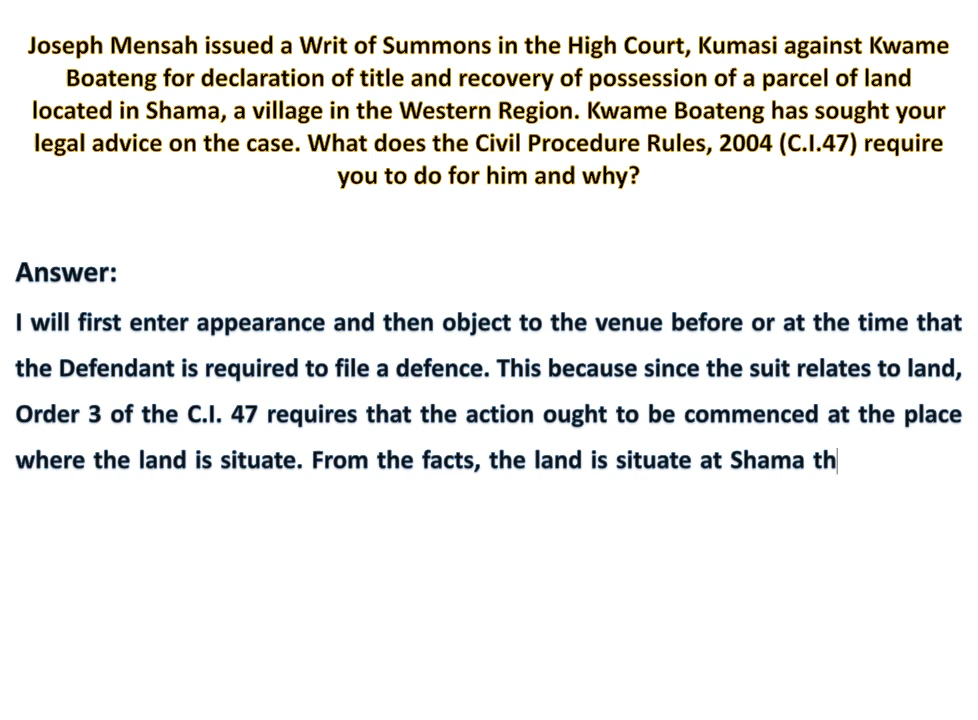 Joseph Mensah issued a Writ of Summons in the High Court, Kumasi against Kwame
Boateng for declaration of title and recovery of possession of a parcel of land
located in Shama, a village in the Western Region. Kwame Boateng has sought your
legal advice on the case. What does the Civil Procedure Rules, 2004 (C.I.47) require
you to do for him and why?
Answer:
I will first enter appearance and then object to the venue before or at the time that
the Defendant is required to file a defence. This because since the suit relates to land,
Order 3 of the C.I. 47 requires that the action ought to be commenced at the place
where the land is situate. From the facts, the land is situate at Shama th